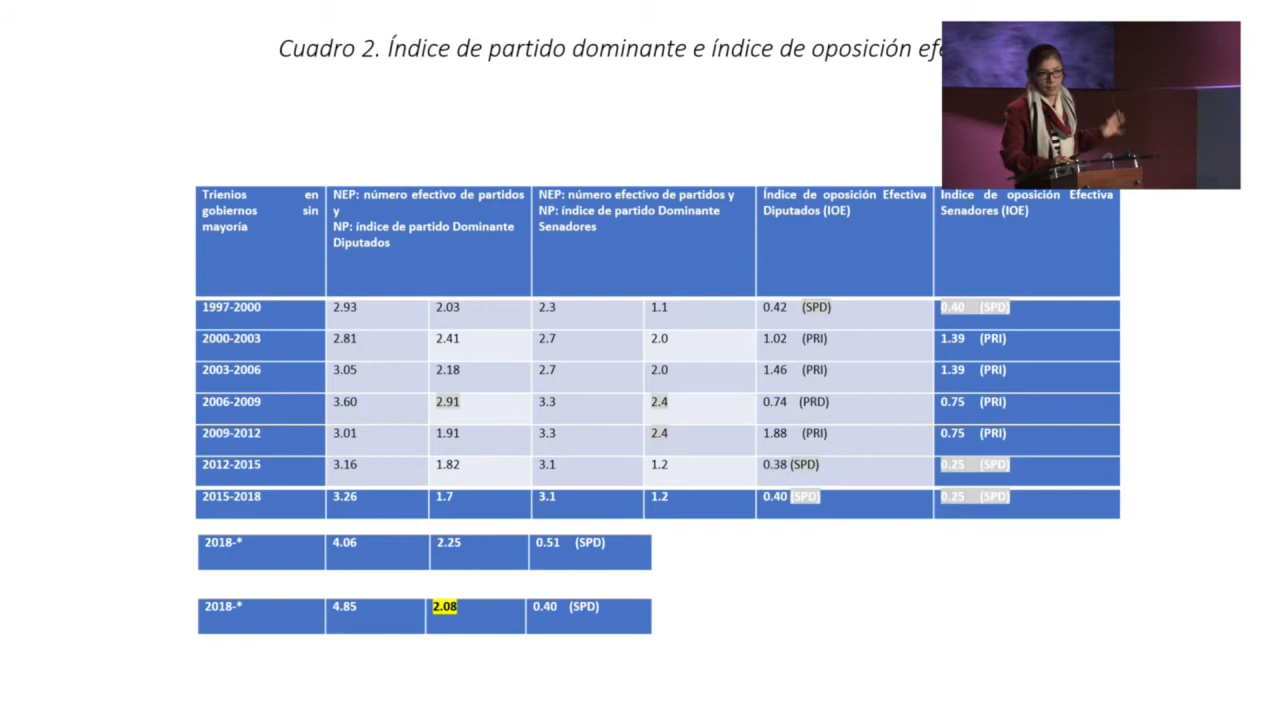 Cuadro 2. Índice de partido dominante e índice de oposición
Trienios en gobiernos sin mayoría
NEP: número efectivo de partidos y
NP: índice de partido Dominante Diputados
NEP: número efectivo de partidos y
NP: índice de partido Dominante Senadores
Índice de oposición Efectiva Diputados (IOE)
Indice de oposición Efectiva Senadores (IOE)
1997-2000 2.93 2.03 2.3 1.1 0.42 (SPD) 0.40 (SPD)
2000-2003 2.81 2.41 2.7 2.0 1.02 (PRI) 1.39 (PRI)
2003-2006 3.05 2.18 2.7 2.0 1.46 (PRI) 1.39 (PRI)
2006-2009 3.60 2.91 3.3 2.4 0.74 (PRD) 0.75 (PRI)
2009-2012 3.01 1.91 3.3 2.4 1.88 (PRI) 0.75 (PRI)
2012-2015 3.16 1.82 3.1 1.2 0.38 (SPD) 0.25 (SPD)
2015-2018 3.26 1.7 3.1 1.2 0.40 (SPD) 0.25 (SPD)
2018-* 4.06 2.25 0.51 (SPD)
2018-* 4.85 2.08 0.40 (SPD)